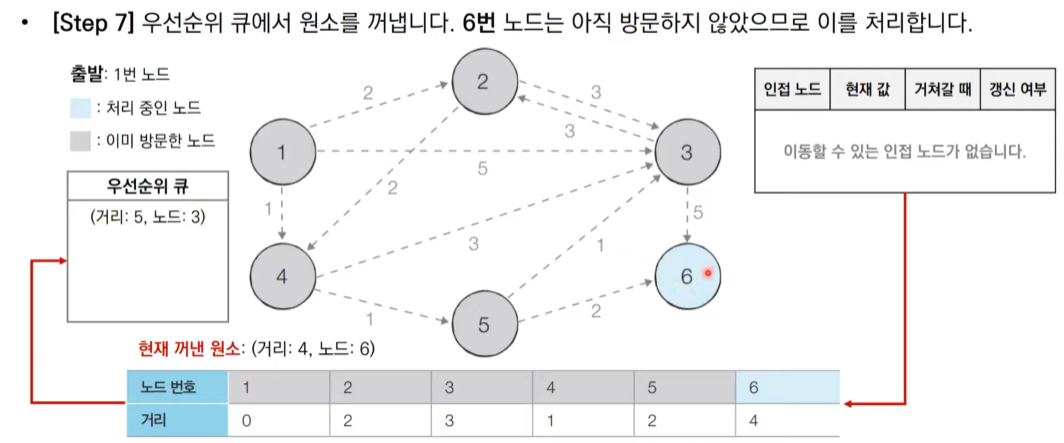 • [Step 7] 우선순위 큐에서 원소를 꺼냅니다. 6번 노드는 아직 방문하지 않았으므로 이를 처리합니다.
출발: 1번 노드
: 처리 중인 노드
: 이미 방문한 노드
우선순위 큐
(거리: 5, 노드: 3)
2
2
3
3
1
5
3
2
1
4
3
1
5
6
1
5
2
인접 노드 현재 값 거쳐갈 때 갱신 여부
이동할 수 있는 인접 노드가 없습니다.
현재 꺼낸 원소: (거리: 4, 노드: 6)
노드 번호 1 2 3 4 5 6
거리 0 2 3 1 2 4